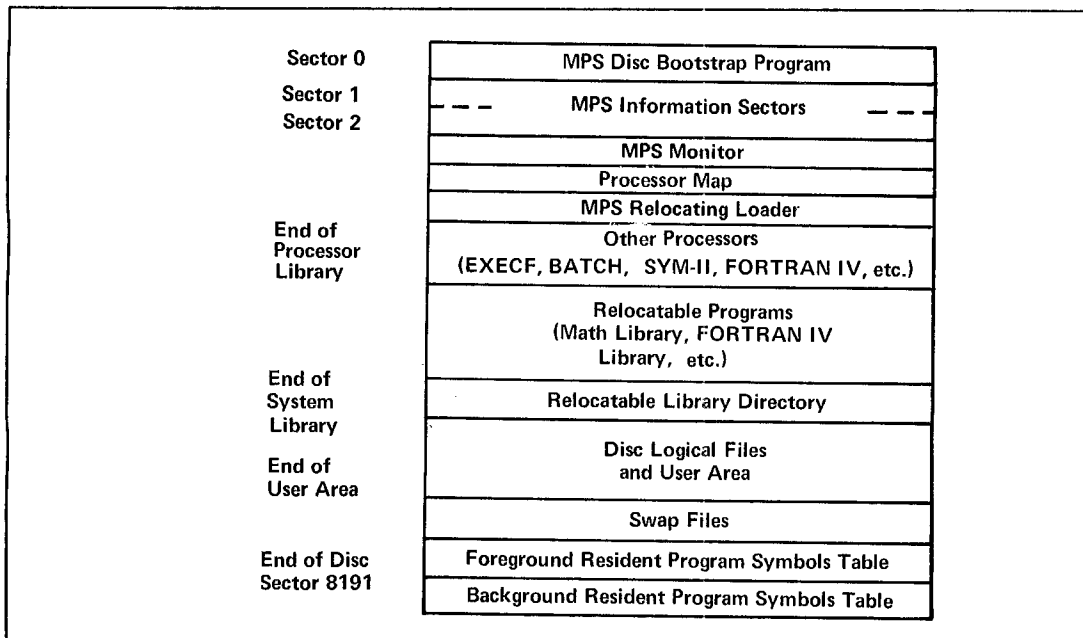 Sector 0
MPS Disc Bootstrap Program
Sector 1
MPS Information Sectors
Sector 2
MPS Monitor
Processor Map
MPS Relocating Loader
End of
Processor
Library
Other Processors
(EXECF, BATCH, SYM-II, FORTRAN IV, etc.)
Relocatable Programs
(Math Library, FORTRAN IV
Library, etc.)
End of
System
Library
Relocatable Library Directory
Disc Logical Files
and User Area
End of
User Area
Swap Files
Foreground Resident Program Symbols Table
End of Disc
Sector 8191
Background Resident Program Symbols Table